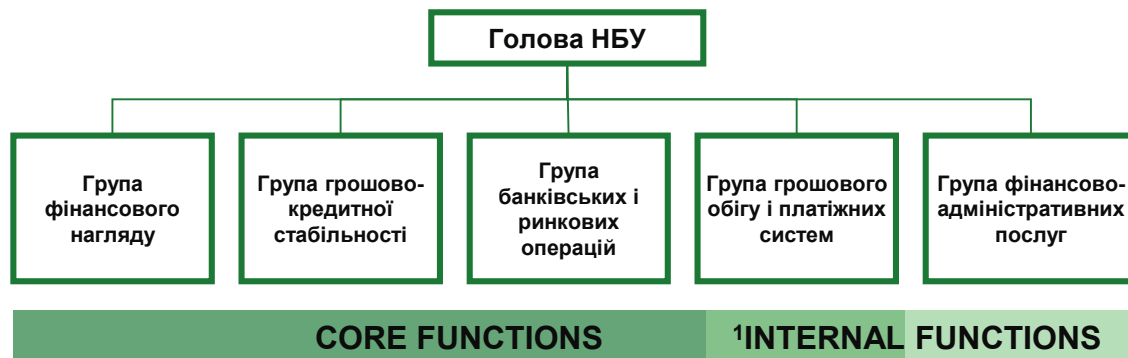 Голова НБУ
Група
фінансового
нагляду
Група грошово-
кредитної
стабільності
Група
банківських і
ринкових
операцій
Група грошового
обігу і платіжних
систем
Група фінансово-
адміністративних
послуг
CORE FUNCTIONS
¹INTERNAL FUNCTIONS